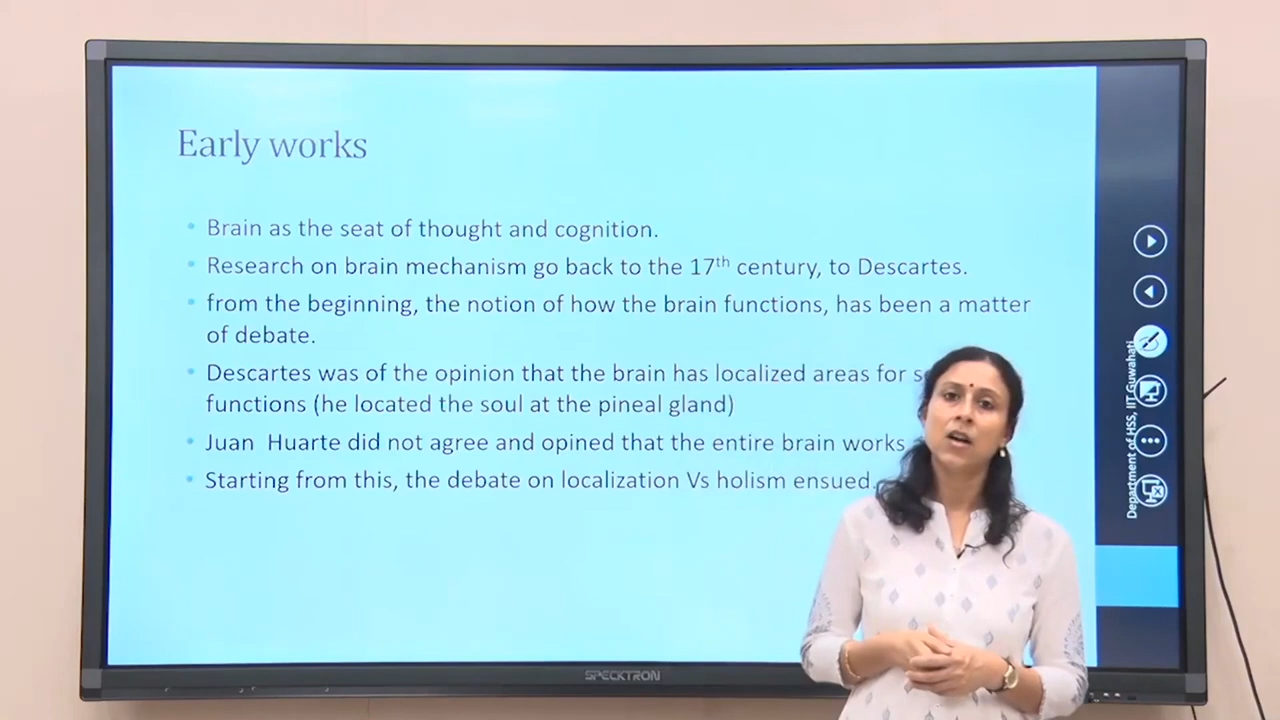 Early works
Brain as the seat of thought and cognition.
Research on brain mechanism go back to the 17th century, to Descartes.
from the beginning, the notion of how the brain functions, has been a matter
of debate.
Descartes was of the opinion that the brain has localized areas for
functions (he located the soul at the pineal gland)
Juan Huarte did not agree and opined that the entire brain works
Starting from this, the debate on localization Vs holism ensued.
Department of HSS, IIT Guwahati
SPECKTRON